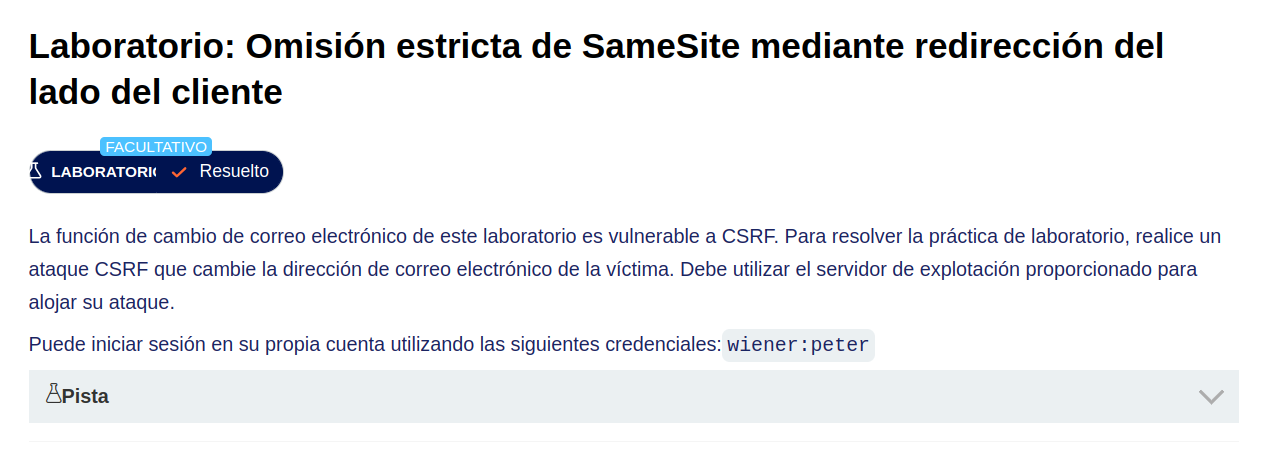 Laboratorio: Omisión estricta de SameSite mediante redirección del
lado del cliente
FACULTATIVO
LABORATORIO Resuelto
La función de cambio de correo electrónico de este laboratorio es vulnerable a CSRF. Para resolver la práctica de laboratorio, realice un
ataque CSRF que cambie la dirección de correo electrónico de la víctima. Debe utilizar el servidor de explotación proporcionado para
alojar su ataque.
Puede iniciar sesión en su propia cuenta utilizando las siguientes credenciales: wiener:peter
Pista